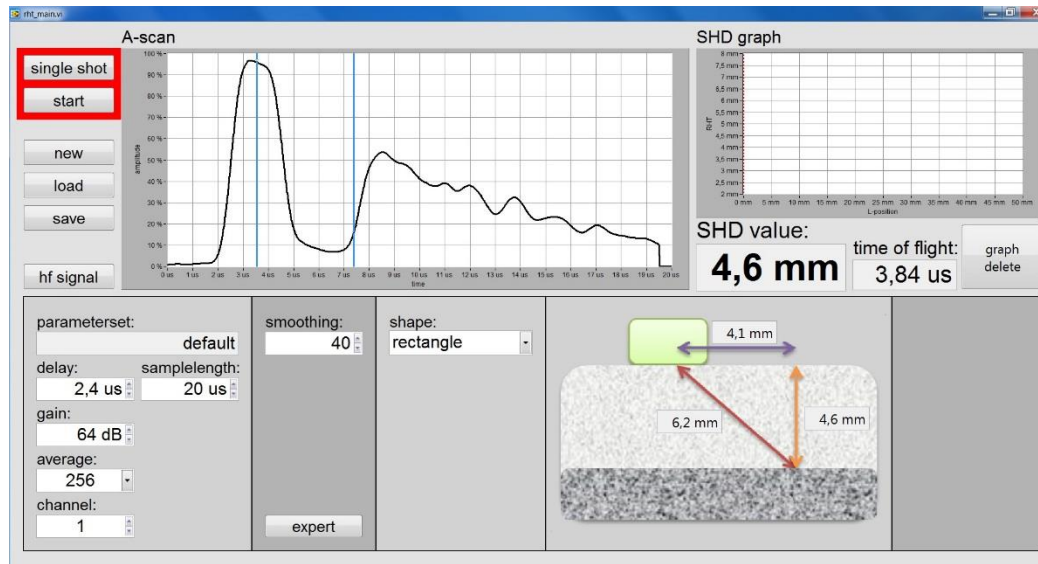 rht_main.vi
A-scan
SHD graph
single shot
start
new
load
save
hf signal
amplitude
100 %
90 %
80 %
70 %
60 %
50 %
40 %
30 %
20 %
10 %
0 %
0 us 1 us 2 us 3 us 4 us 5 us 6 us 7 us 8 us 9 us 10 us 11 us 12 us 13 us 14 us 15 us 16 us 17 us 18 us 19 us 20 us
time
RHT
8 mm
7,5 mm
7 mm
6,5 mm
6 mm
5,5 mm
5 mm
4,5 mm
4 mm
3,5 mm
3 mm
2,5 mm
2 mm
0 mm 5 mm 10 mm 15 mm 20 mm 25 mm 30 mm 35 mm 40 mm 45 mm 50 mm
L-position
SHD value:
4,6 mm
time of flight:
3,84 us
graph
delete
parameterset:
default
delay:
2,4 us
samplelength:
20 us
gain:
64 dB
average:
256
channel:
1
smoothing:
40
expert
shape:
rectangle
4,1 mm
6,2 mm
4,6 mm